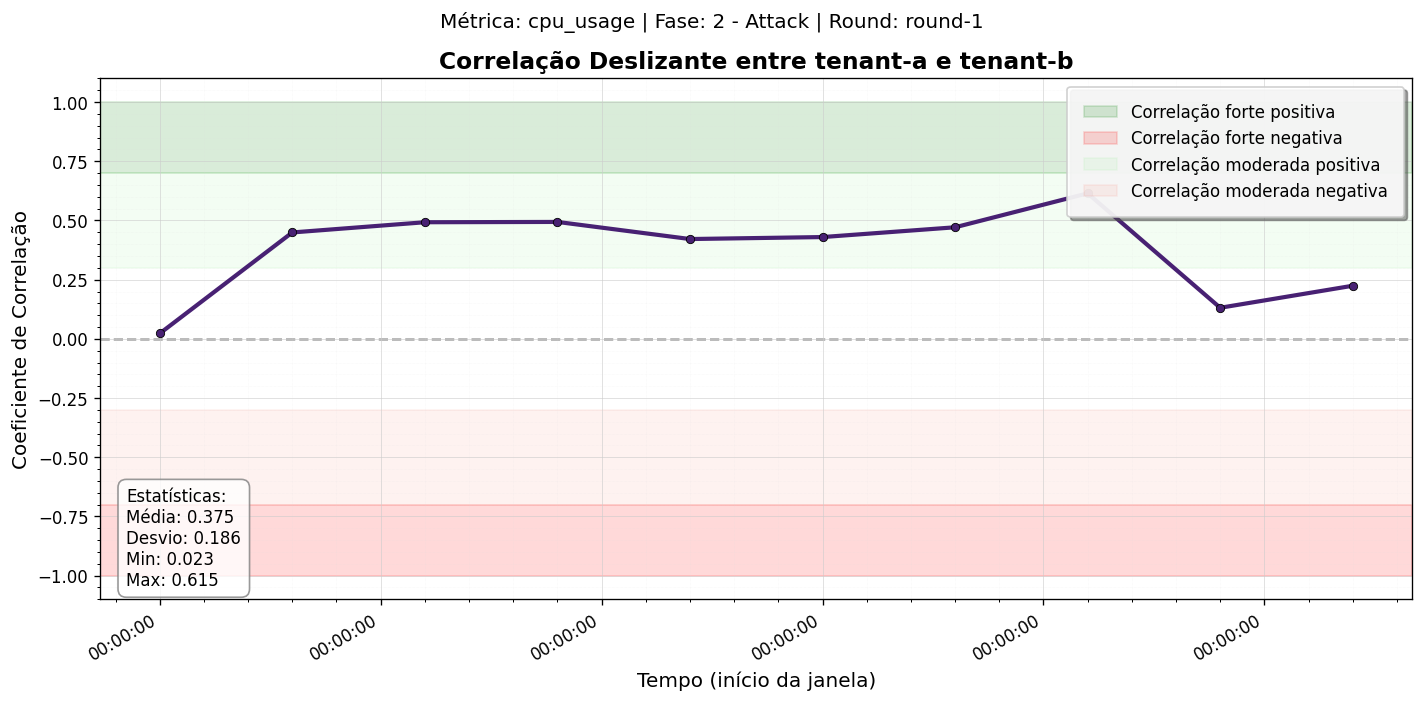 Métrica: cpu_usage | Fase: 2 - Attack | Round: round-1
Correlação Deslizante entre tenant-a e tenant-b
Correlação forte positiva
Correlação forte negativa
Correlação moderada positiva
Correlação moderada negativa
Coeficiente de Correlação
1.00
0.75
0.50
0.25
0.00
−0.25
−0.50
−0.75
−1.00
Estatísticas:
Média: 0.375
Desvio: 0.186
Min: 0.023
Max: 0.615
00:00:00
00:00:00
00:00:00
00:00:00
00:00:00
00:00:00
Tempo (início da janela)